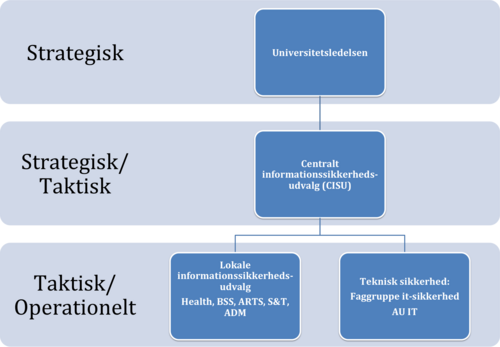 Strategisk
Universitetsledelsen
Strategisk/
Taktisk
Centralt
informationssikkerheds-
udvalg (CISU)
Taktisk/
Operationelt
Lokale
informationssikkerheds-
udvalg
Health, BSS, ARTS, S&T,
ADM
Teknisk sikkerhed:
Faggruppe it-sikkerhed
AU IT